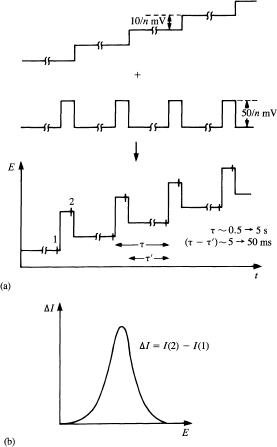 10/n mV
+
50/n mV
E
2
1
τ
τ′
τ ~ 0.5 → 5 s
(τ − τ′) ~ 5 → 50 ms
t
(a)
ΔI
ΔI = I(2) − I(1)
E
(b)